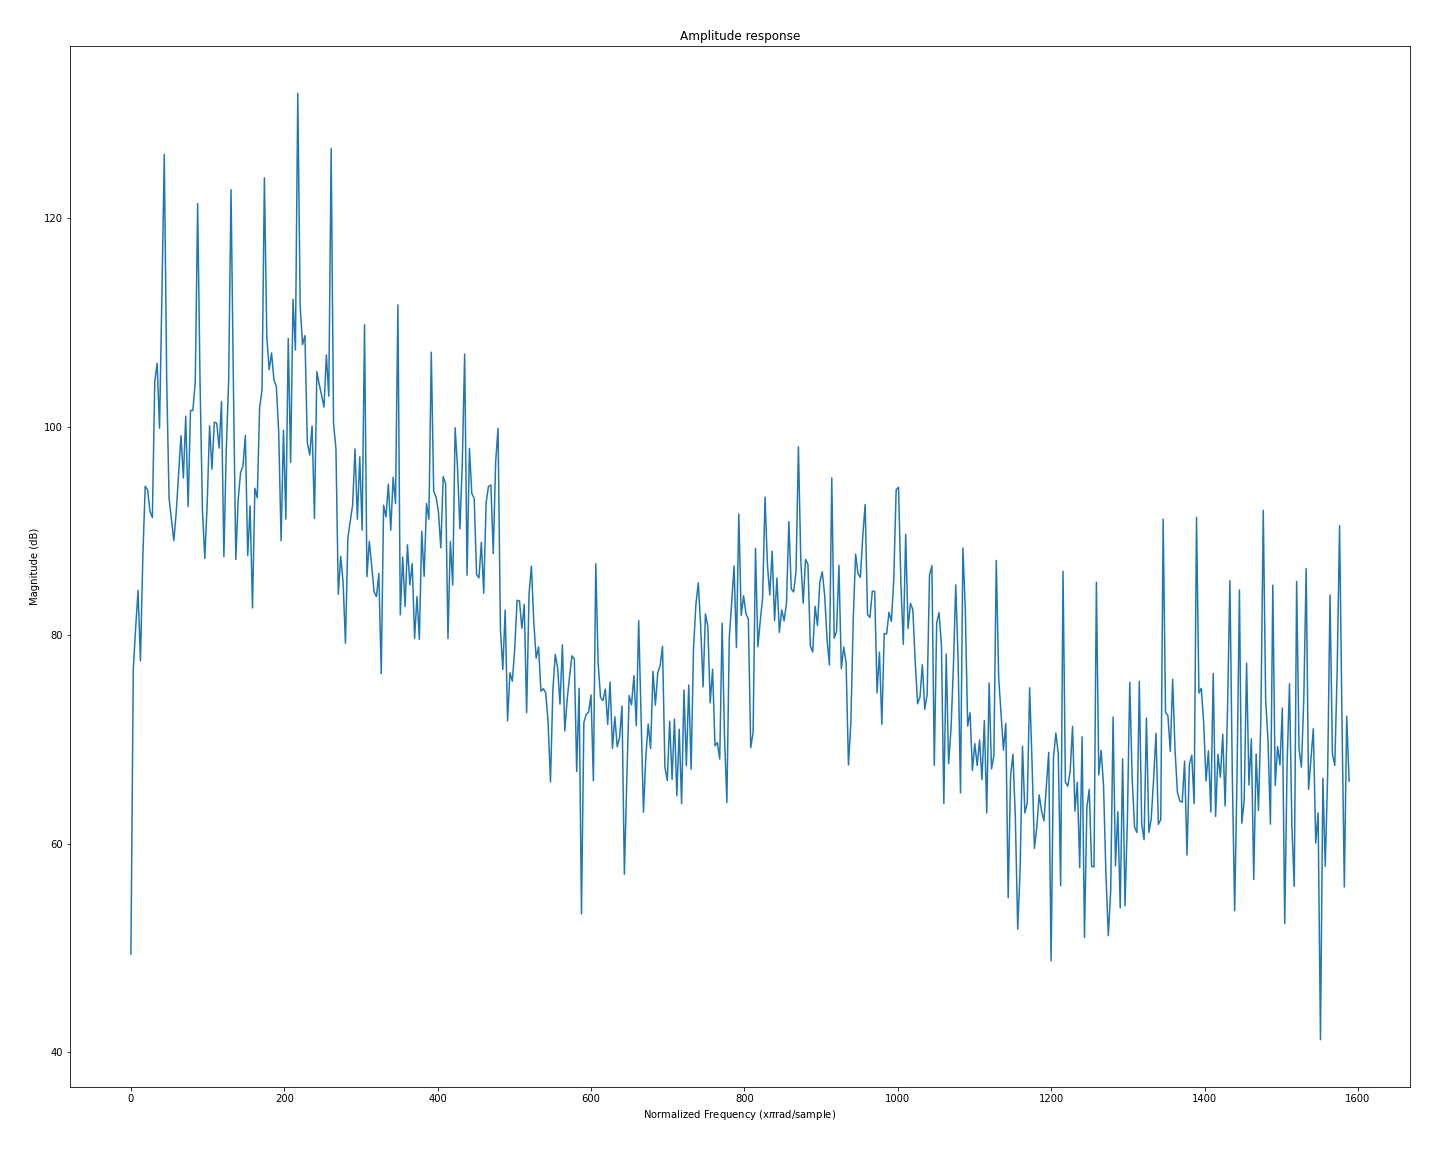 Amplitude response
120
100
80
60
40
Magnitude (dB)
0 200 400 600 800 1000 1200 1400 1600
Normalized Frequency (xπrad/sample)